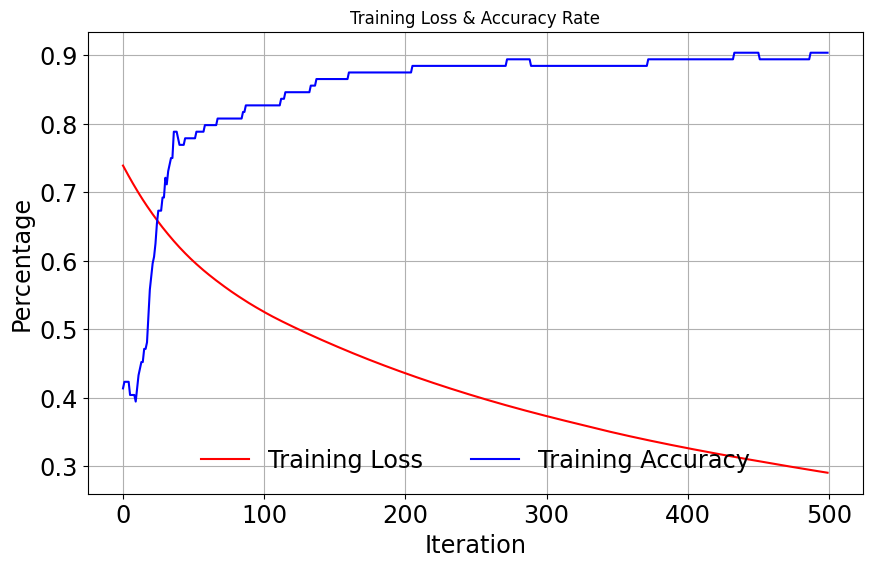 Training Loss & Accuracy Rate
Percentage
0.9
0.8
0.7
0.6
0.5
0.4
0.3
Training Loss Training Accuracy
0 100 200 300 400 500
Iteration